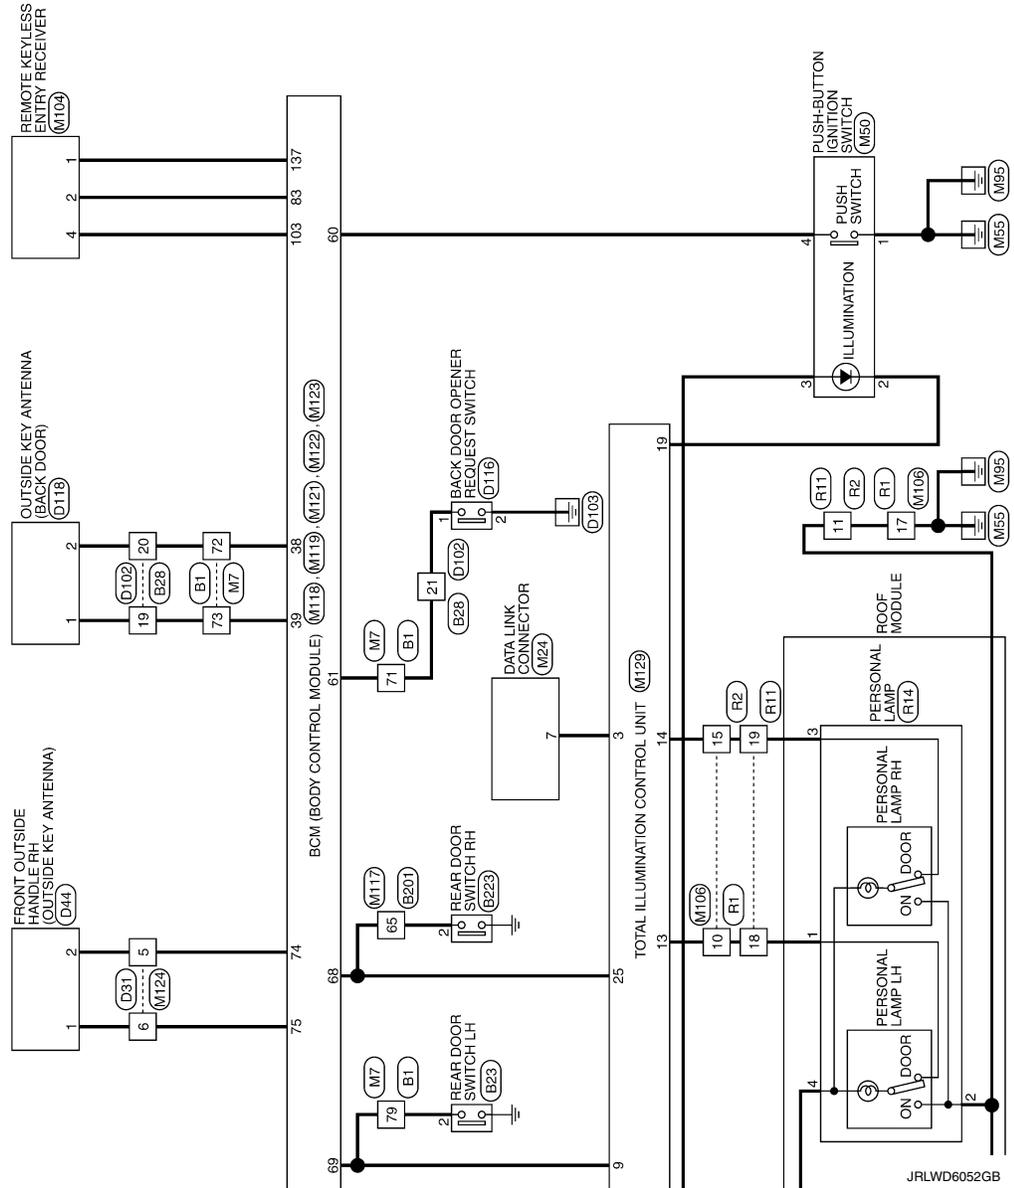 REMOTE KEYLESS
ENTRY RECEIVER
M104
1
2
4
137
83
103
60
PUSH-BUTTON
IGNITION
SWITCH
M50
PUSH
SWITCH
4
1
M95
M55
ILLUMINATION
3
2
OUTSIDE KEY ANTENNA
(BACK DOOR)
D118
2
1
20
19
D102
B28
72
73
B1
M7
38
39
M118 , M119 , M121 , M122 , M123
BCM (BODY CONTROL MODULE)
61
M7
B1
71
21
D102
B28
BACK DOOR OPENER
REQUEST SWITCH
D116
1
2
D103
DATA LINK
CONNECTOR
M24
7
3
TOTAL ILLUMINATION CONTROL UNIT
M129
19
14
13
R11
R2
R1
M106
11
17
M95
M55
FRONT OUTSIDE
HANDLE RH
(OUTSIDE KEY ANTENNA)
D44
2
1
5
6
D31
M124
74
75
68
M117
B201
65
REAR DOOR
SWITCH RH
B223
2
25
69
M7
B1
79
REAR DOOR
SWITCH LH
B23
2
9
15
19
R2
R11
10
18
M106
R1
ROOF
MODULE
PERSONAL
LAMP
R14
3
1
4
2
PERSONAL
LAMP RH
DOOR
ON
PERSONAL
LAMP LH
DOOR
ON
JRLWD6052GB